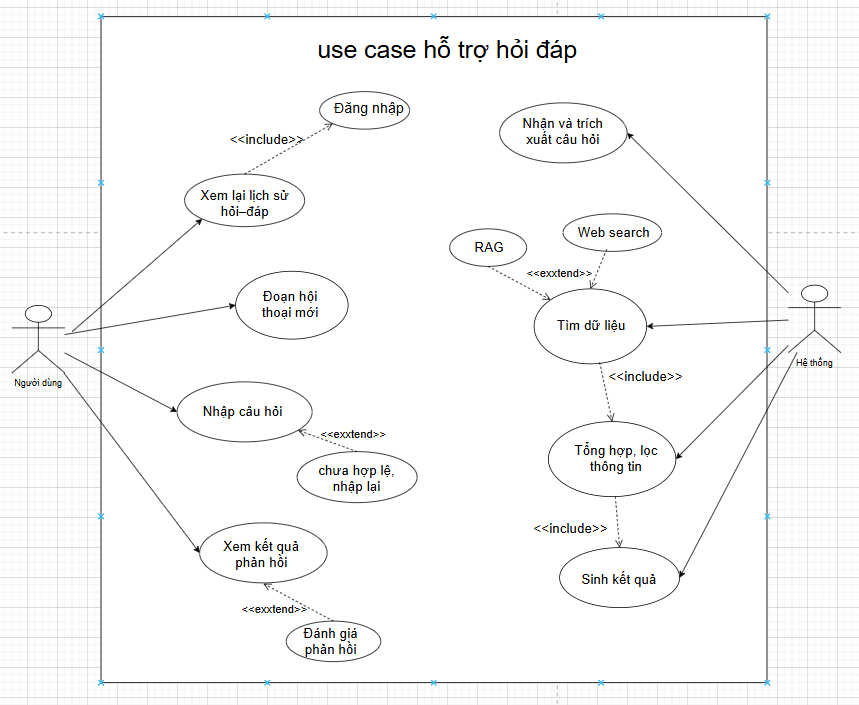 use case hỗ trợ hỏi đáp
Đăng nhập
<<include>>
Xem lại lịch sử
hỏi–đáp
Đoạn hội
thoại mới
Người dùng
Nhập câu hỏi
<<exxtend>>
chưa hợp lệ,
nhập lại
Xem kết quả
phản hồi
<<exxtend>>
Đánh giá
phản hồi
Nhận và trích
xuất câu hỏi
Web search
RAG
<<exxtend>>
Tìm dữ liệu
Hệ thống
<<include>>
Tổng hợp, lọc
thông tin
<<include>>
Sinh kết quả